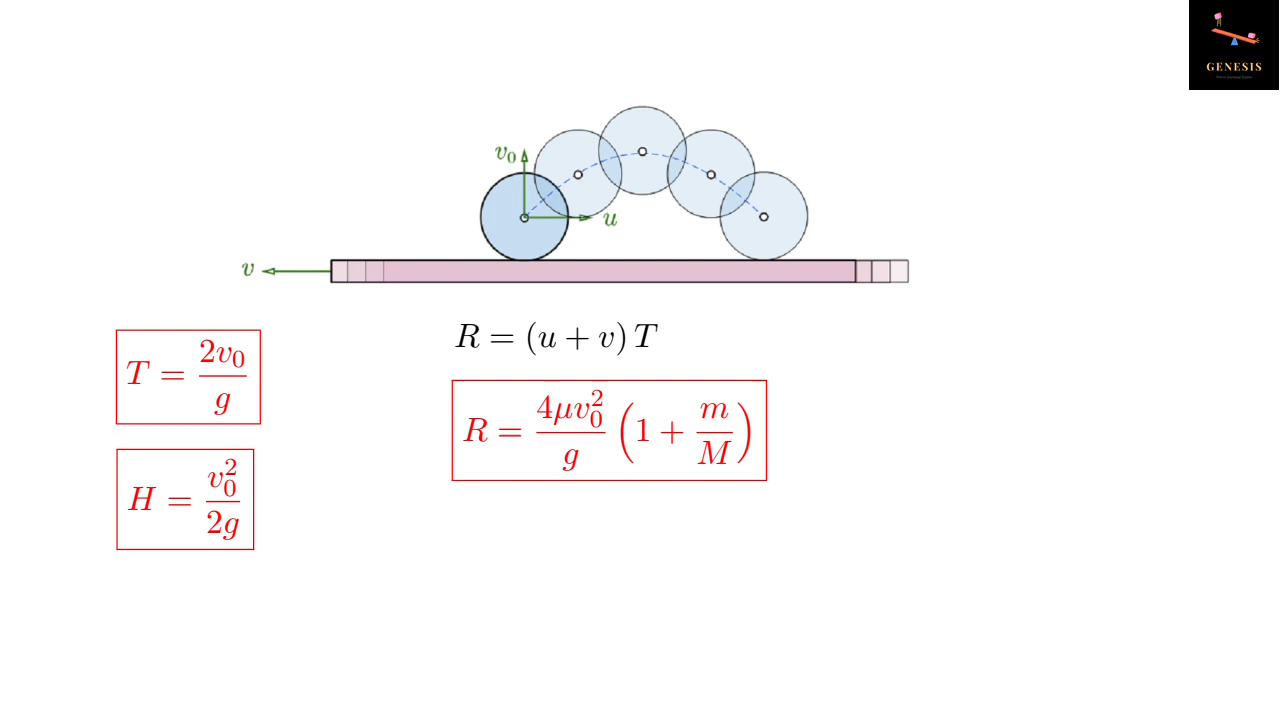 GENESIS
v₀
u
v
R = (u + v) T
T = 2v₀/g
R = 4μv₀²/g (1 + m/M)
H = v₀²/2g